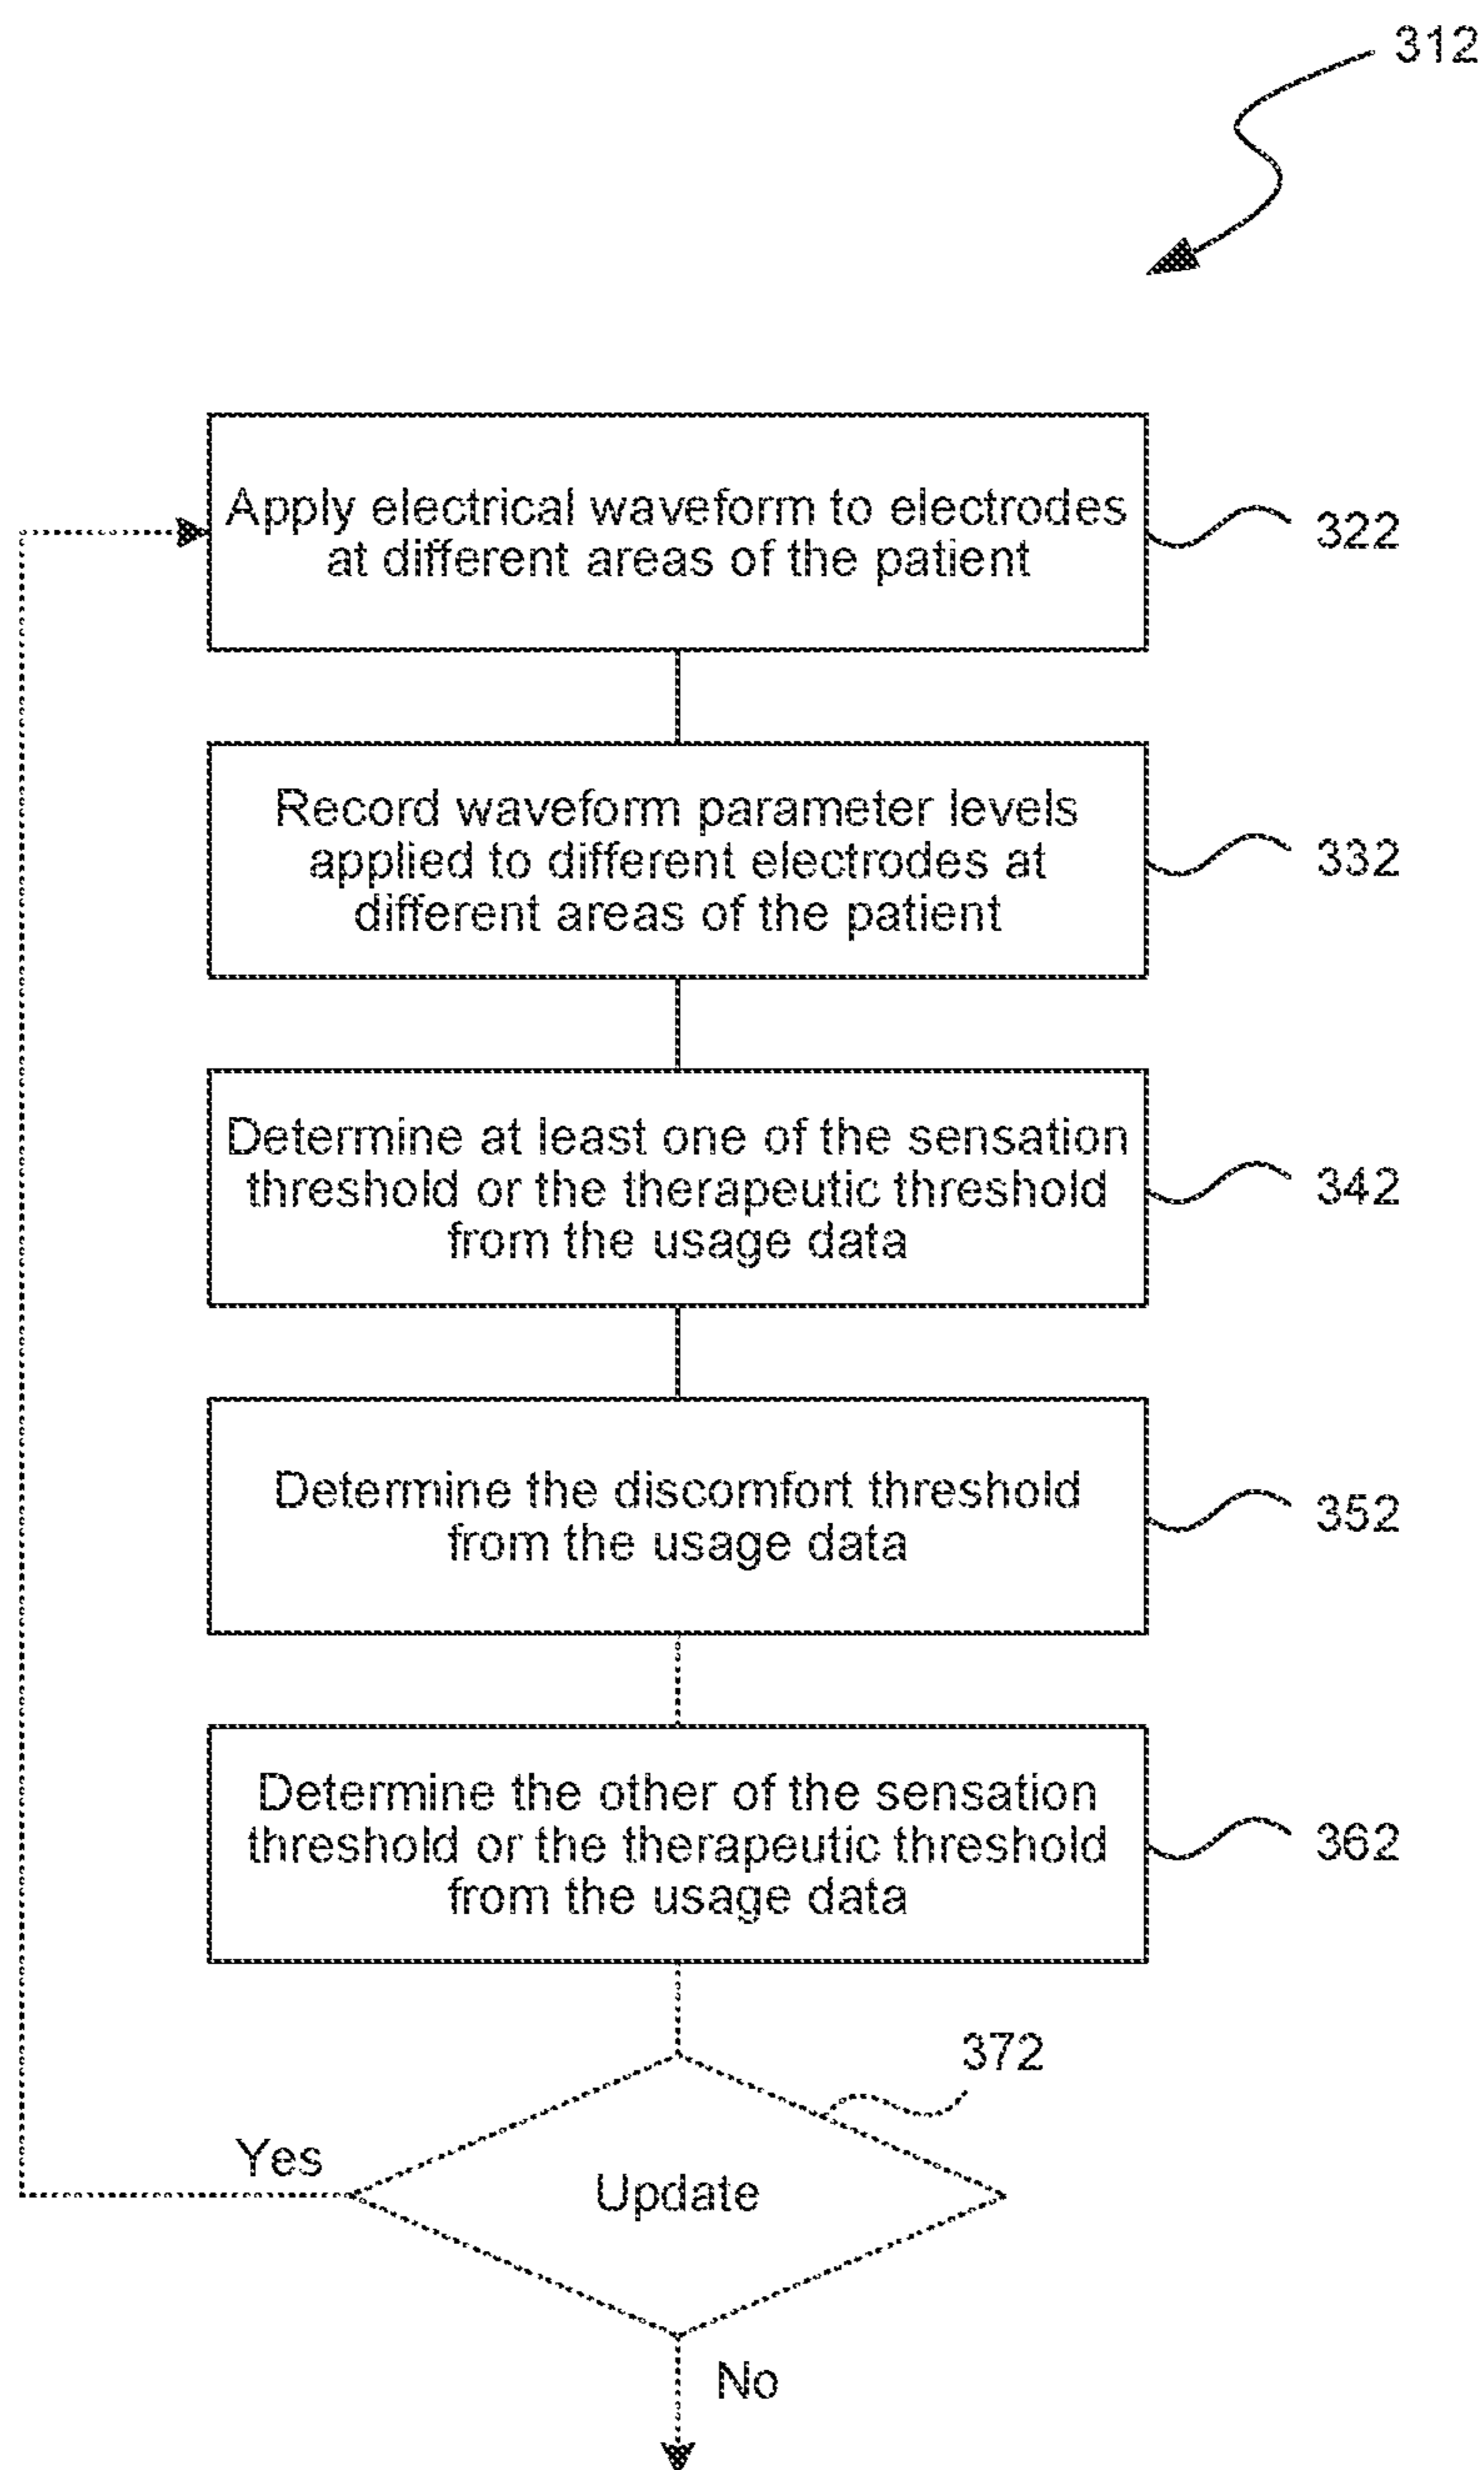 312
Apply electrical waveform to electrodes
at different areas of the patient
322
Record waveform parameter levels
applied to different electrodes at
different areas of the patient
332
Determine at least one of the sensation
threshold or the therapeutic threshold
from the usage data
342
Determine the discomfort threshold
from the usage data
352
Determine the other of the sensation
threshold or the therapeutic threshold
from the usage data
362
372
Yes
Update
No